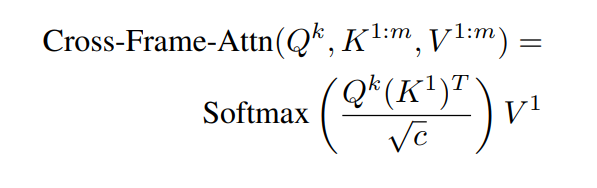 Cross-Frame-Attn(Q^k, K^{1:m}, V^{1:m}) =
Softmax (Q^k(K^1)^T / √c) V^1